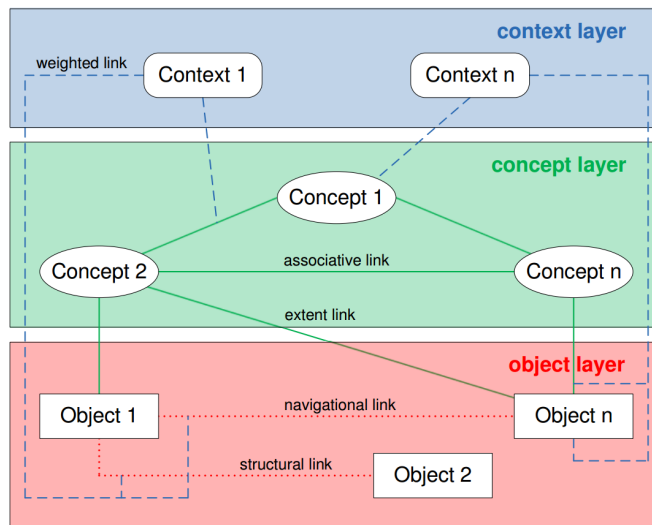 context layer
weighted link
Context 1
Context n
concept layer
Concept 1
Concept 2
associative link
Concept n
extent link
object layer
Object 1
navigational link
Object n
structural link
Object 2